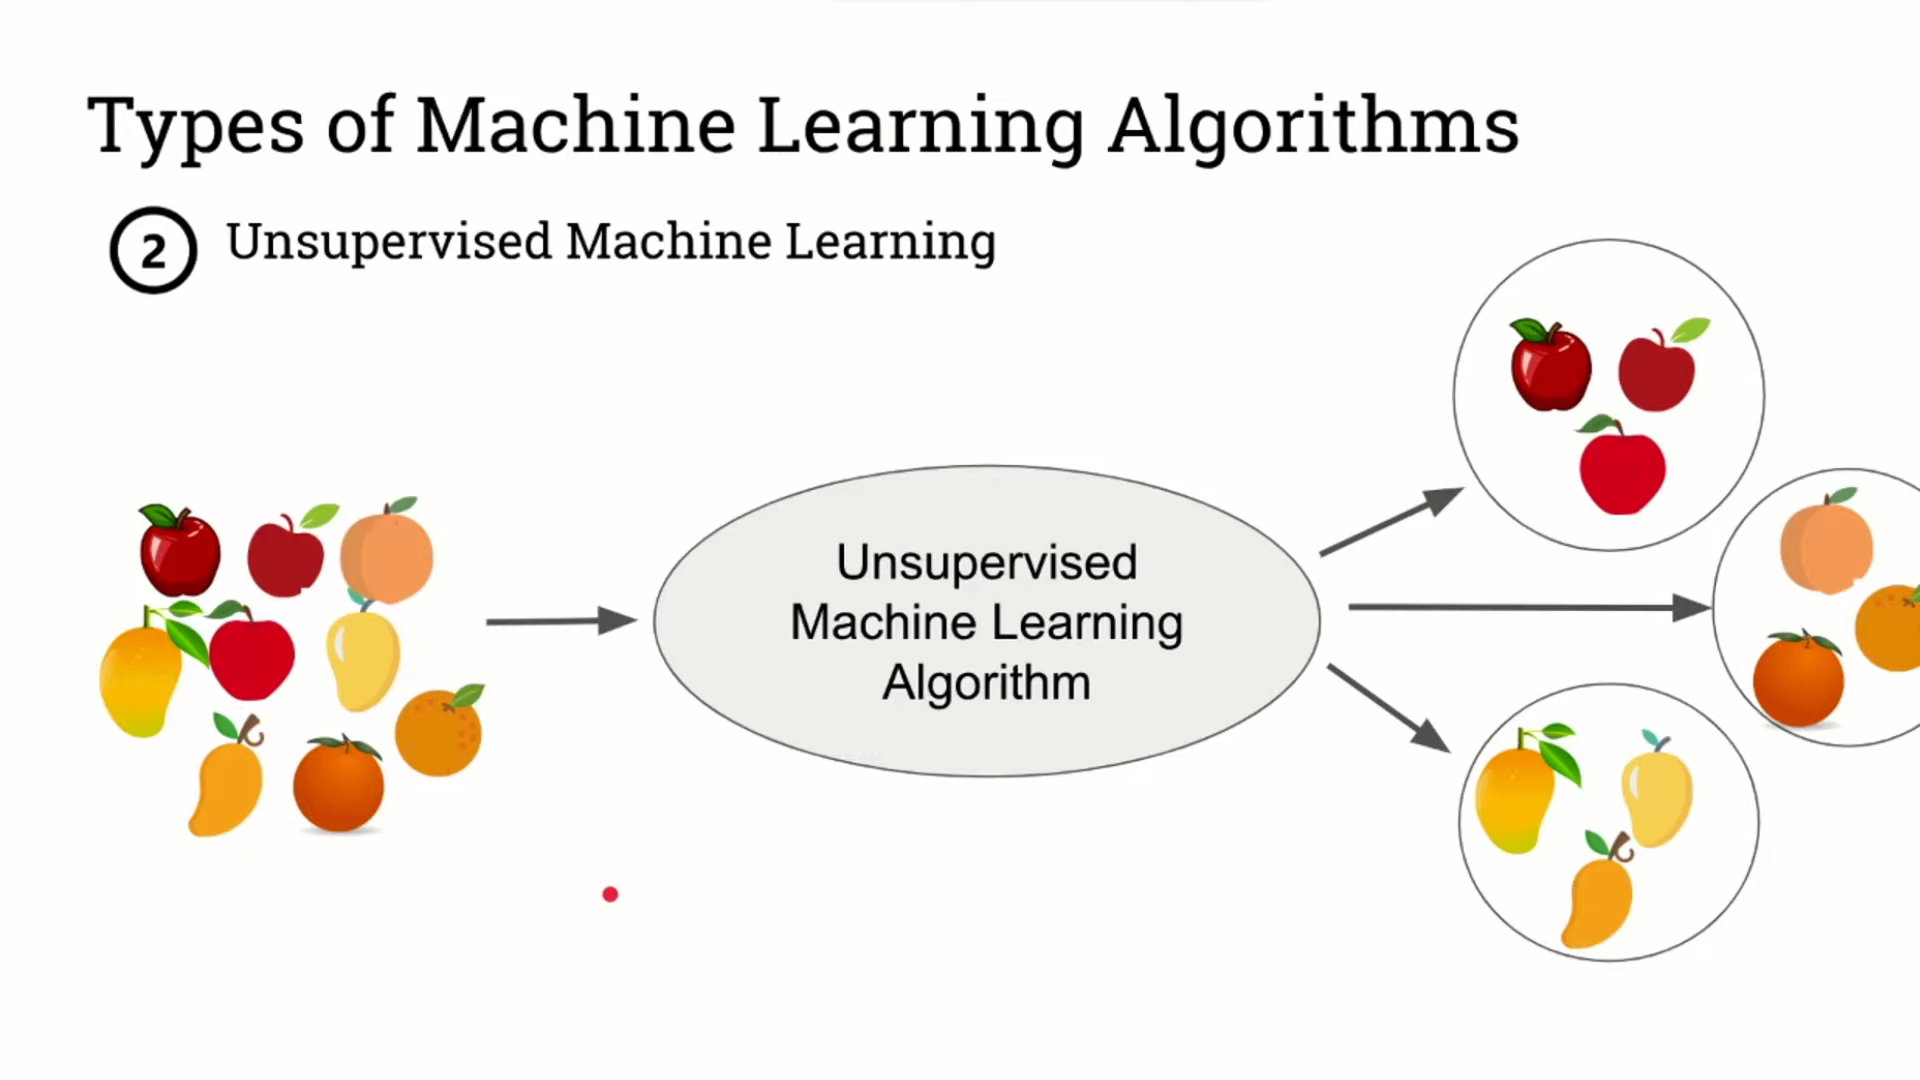 Types of Machine Learning Algorithms
2 Unsupervised Machine Learning
Unsupervised
Machine Learning
Algorithm